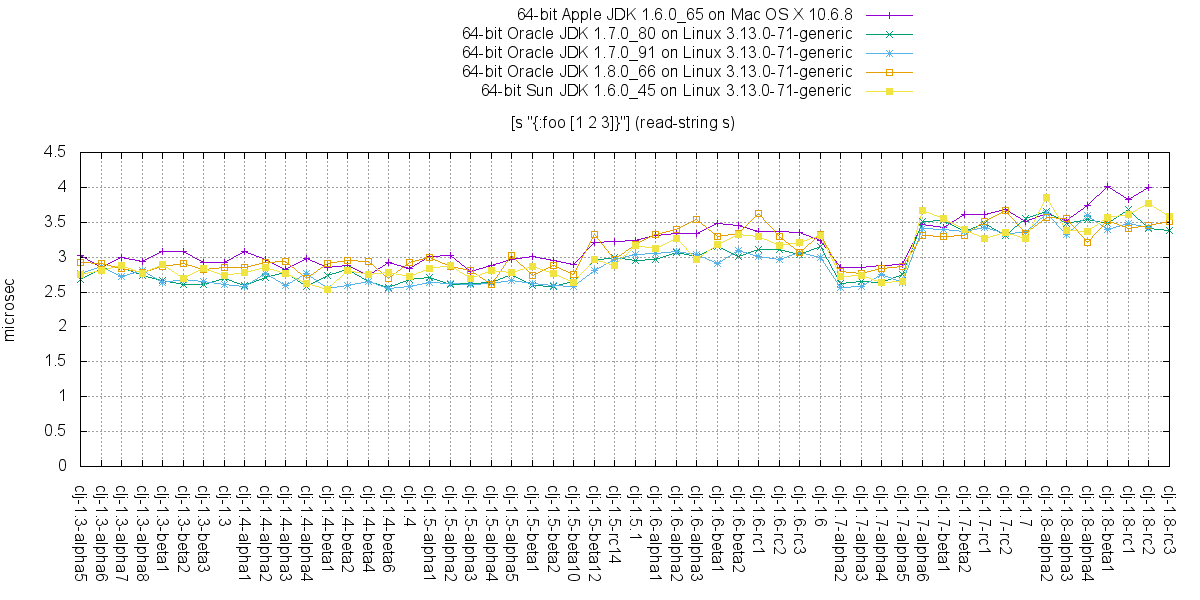 64-bit Apple JDK 1.6.0_65 on Mac OS X 10.6.8
64-bit Oracle JDK 1.7.0_80 on Linux 3.13.0-71-generic
64-bit Oracle JDK 1.7.0_91 on Linux 3.13.0-71-generic
64-bit Oracle JDK 1.8.0_66 on Linux 3.13.0-71-generic
64-bit Sun JDK 1.6.0_45 on Linux 3.13.0-71-generic
[s "{:foo [1 2 3]}"] (read-string s)
4.5
4
3.5
3
2.5
2
1.5
1
0.5
0
microsec
clj-1.3-alpha5
clj-1.3-alpha6
clj-1.3-alpha7
clj-1.3-alpha8
clj-1.3-beta1
clj-1.3-beta2
clj-1.3-beta3
clj-1.3
clj-1.4-alpha1
clj-1.4-alpha2
clj-1.4-alpha3
clj-1.4-alpha4
clj-1.4-beta1
clj-1.4-beta2
clj-1.4-beta4
clj-1.4-beta6
clj-1.4
clj-1.5-alpha1
clj-1.5-alpha2
clj-1.5-alpha3
clj-1.5-alpha4
clj-1.5-alpha5
clj-1.5-beta1
clj-1.5-beta2
clj-1.5-beta10
clj-1.5-beta12
clj-1.5-rc14
clj-1.5.1
clj-1.6-alpha1
clj-1.6-alpha2
clj-1.6-alpha3
clj-1.6-beta1
clj-1.6-beta2
clj-1.6-rc1
clj-1.6-rc2
clj-1.6-rc3
clj-1.6
clj-1.7-alpha2
clj-1.7-alpha3
clj-1.7-alpha4
clj-1.7-alpha5
clj-1.7-alpha6
clj-1.7-beta1
clj-1.7-beta2
clj-1.7-rc1
clj-1.7-rc2
clj-1.7
clj-1.8-alpha2
clj-1.8-alpha3
clj-1.8-alpha4
clj-1.8-beta1
clj-1.8-rc1
clj-1.8-rc2
clj-1.8-rc3